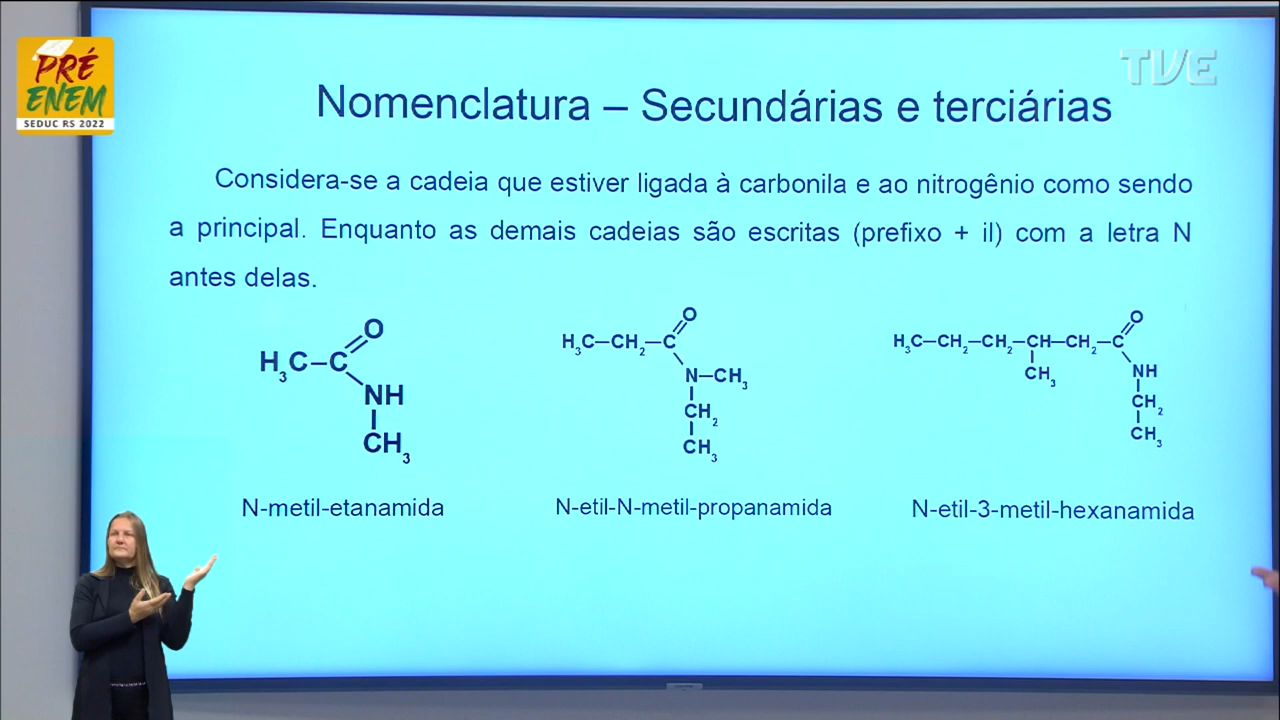 PRÉ
ENEM
SEDUC RS 2022
TVE
Nomenclatura – Secundárias e terciárias
Considera-se a cadeia que estiver ligada à carbonila e ao nitrogênio como sendo
a principal. Enquanto as demais cadeias são escritas (prefixo + il) com a letra N
antes delas.
O
H₃C–C
NH
CH₃
O
H₃C–CH₂–C
N–CH₃
CH₂
CH₃
O
H₃C–CH₂–CH₂–CH–CH₂–C
CH₃
NH
CH₂
CH₃
N-metil-etanamida
N-etil-N-metil-propanamida
N-etil-3-metil-hexanamida